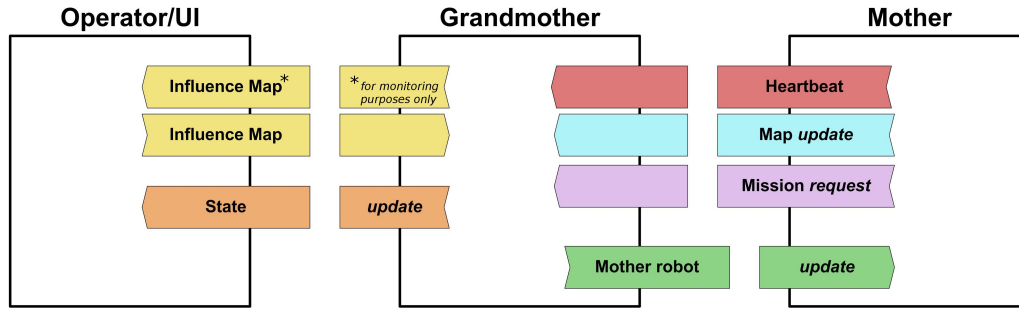 Operator/UI Grandmother Mother
Influence Map* * for monitoring Heartbeat
purposes only
Influence Map Map update
Mission request
State update
Mother robot update